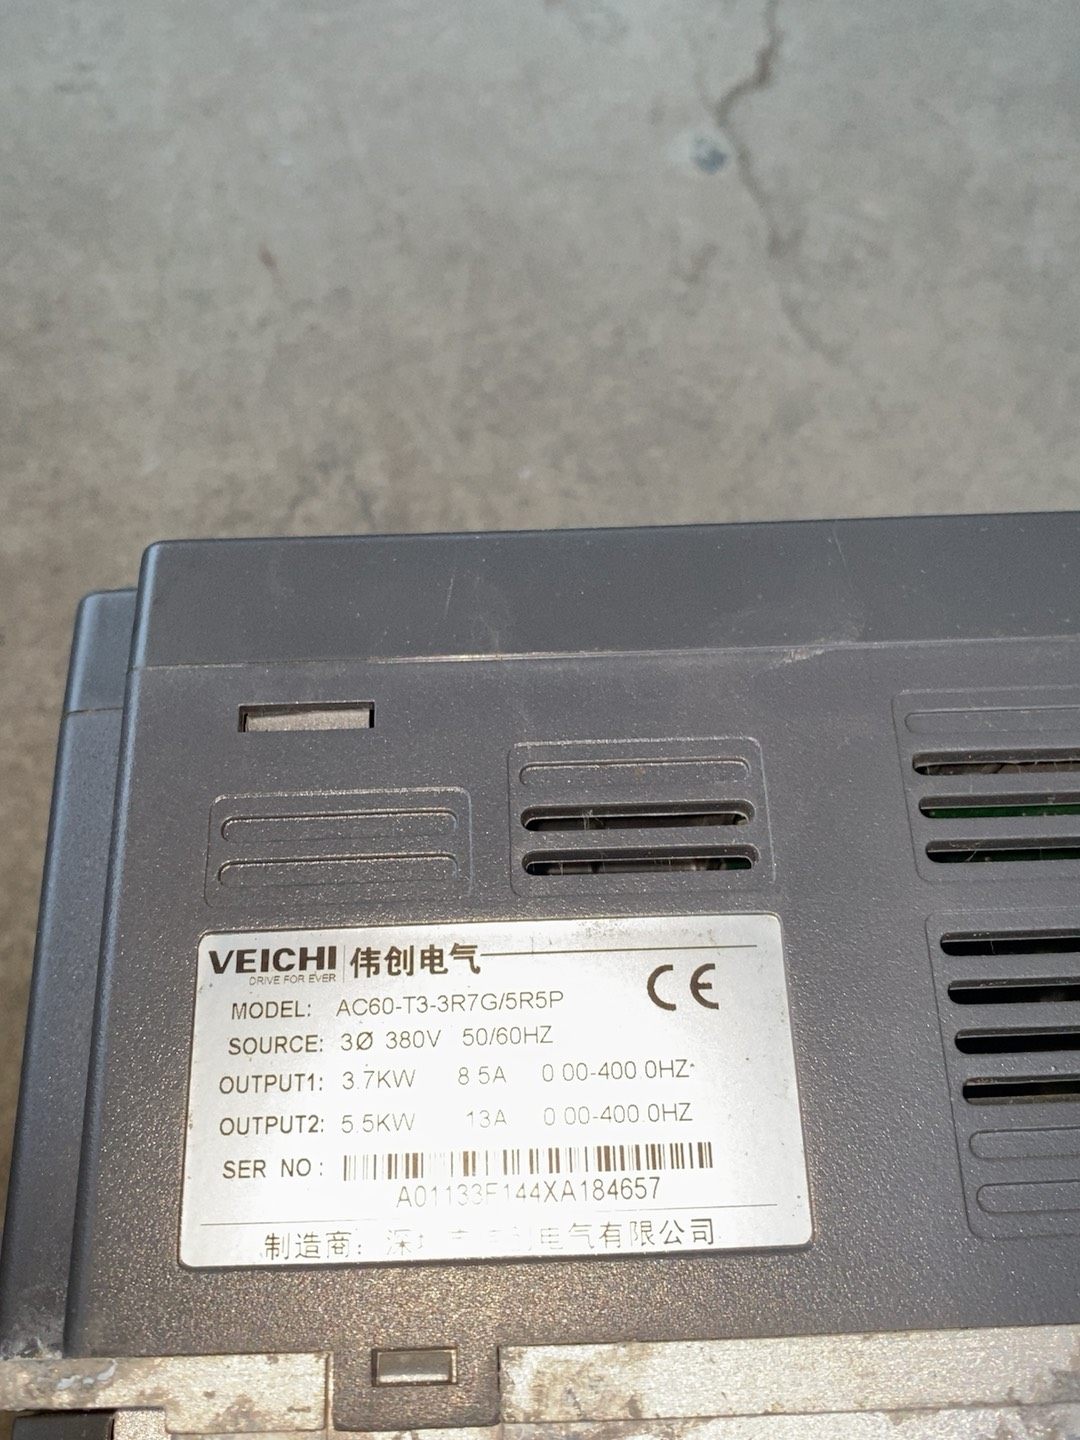 VEICHI 伟创电气
DRIVE FOR EVER
CE
MODEL: AC60-T3-3R7G/5R5P
SOURCE: 3Ø 380V 50/60HZ
OUTPUT1: 3.7KW 8.5A 0.00-400.0HZ
OUTPUT2: 5.5KW 13A 0.00-400.0HZ
SER NO:
A01133F144XA184657
制造商: 深 创电气有限公司